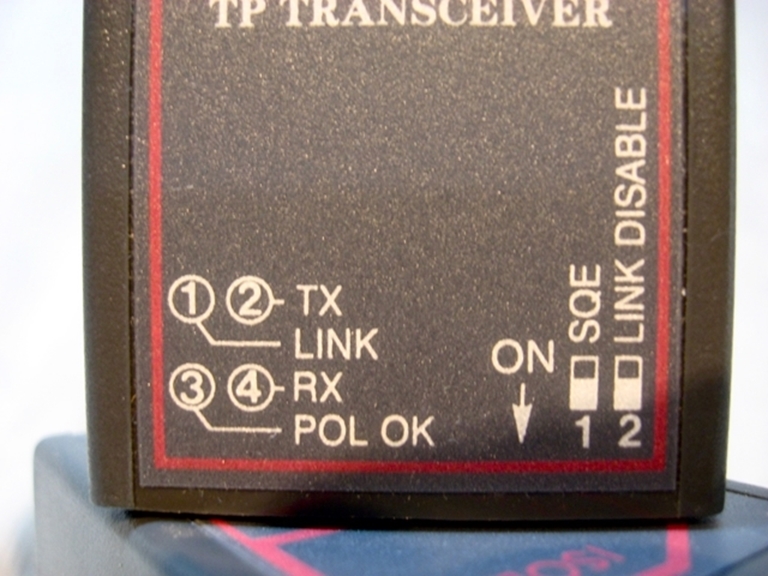 TP TRANSCEIVER
1 2 TX
LINK
3 4 RX
POL OK
ON
SQE
LINK DISABLE
1 2